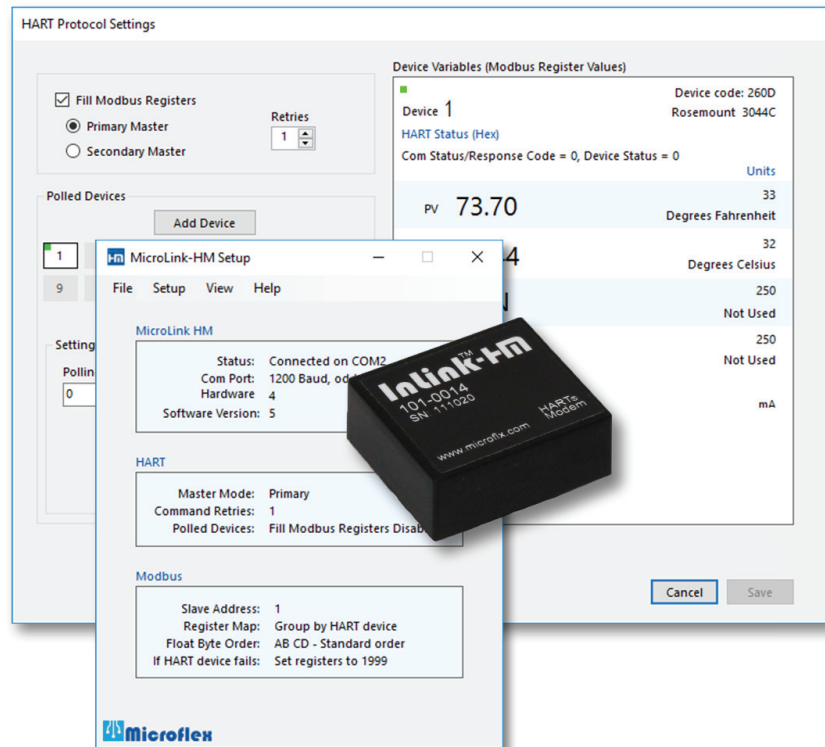 HART Protocol Settings
Fill Modbus Registers
Primary Master
Secondary Master
Retries
1
Polled Devices
Add Device
1
9
Setting
Pollin
0
Device Variables (Modbus Register Values)
Device code: 260D
Device 1
Rosemount 3044C
HART Status (Hex)
Com Status/Response Code = 0, Device Status = 0
Units
PV 73.70
33
Degrees Fahrenheit
4
32
Degrees Celsius
250
Not Used
250
Not Used
mA
Cancel
Save
HM MicroLink-HM Setup
File Setup View Help
MicroLink HM
Status: Connected on COM2
Com Port: 1200 Baud, od
Hardware 4
Software Version: 5
HART
Master Mode: Primary
Command Retries: 1
Polled Devices: Fill Modbus Registers Disab
Modbus
Slave Address: 1
Register Map: Group by HART device
Float Byte Order: AB CD - Standard order
If HART device fails: Set registers to 1999
Microflex
InLink-HM™
101-0014
SN 111020
HARTs
Modem
www.microflx.com